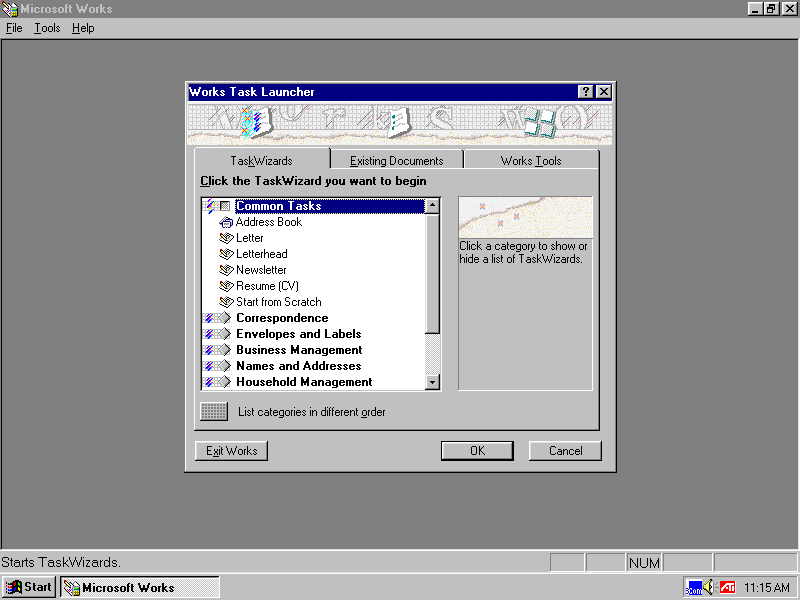 Microsoft Works
File Tools Help
Works Task Launcher
TaskWizards Existing Documents Works Tools
Click the TaskWizard you want to begin
Common Tasks
Address Book
Letter
Letterhead
Newsletter
Resume (CV)
Start from Scratch
Correspondence
Envelopes and Labels
Business Management
Names and Addresses
Household Management
Click a category to show or
hide a list of TaskWizards.
List categories in different order
Exit Works OK Cancel
Starts TaskWizards. NUM
Start Microsoft Works 11:15 AM